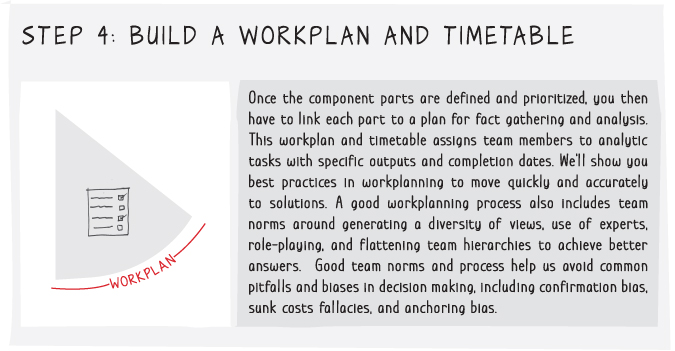 STEP 4: BUILD A WORKPLAN AND TIMETABLE
WORKPLAN
Once the component parts are defined and prioritized, you then
have to link each part to a plan for fact gathering and analysis.
This workplan and timetable assigns team members to analytic
tasks with specific outputs and completion dates. We'll show you
best practices in workplanning to move quickly and accurately
to solutions. A good workplanning process also includes team
norms around generating a diversity of views, use of experts,
role-playing, and flattening team hierarchies to achieve better
answers. Good team norms and process help us avoid common
pitfalls and biases in decision making, including confirmation bias,
sunk costs fallacies, and anchoring bias.